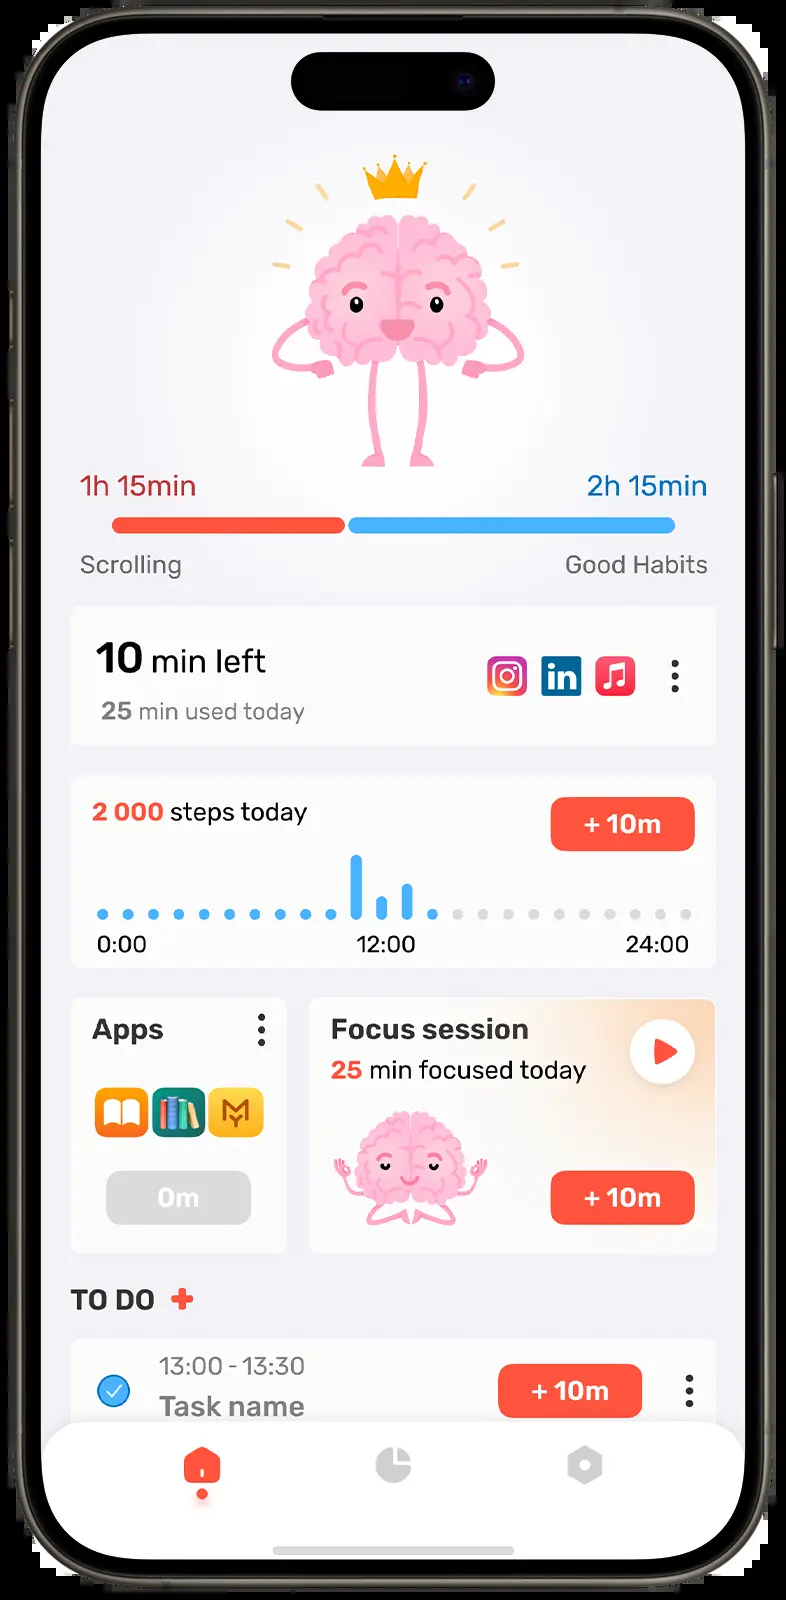 1h 15min
2h 15min
Scrolling
Good Habits
10 min left
25 min used today
in
2 000 steps today
+ 10m
0:00
12:00
24:00
Apps
0m
Focus session
25 min focused today
+ 10m
TO DO +
13:00 - 13:30
Task name
+ 10m